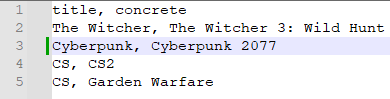 1 title, concrete
2 The Witcher, The Witcher 3: Wild Hunt
3 Cyberpunk, Cyberpunk 2077
4 CS, CS2
5 CS, Garden Warfare